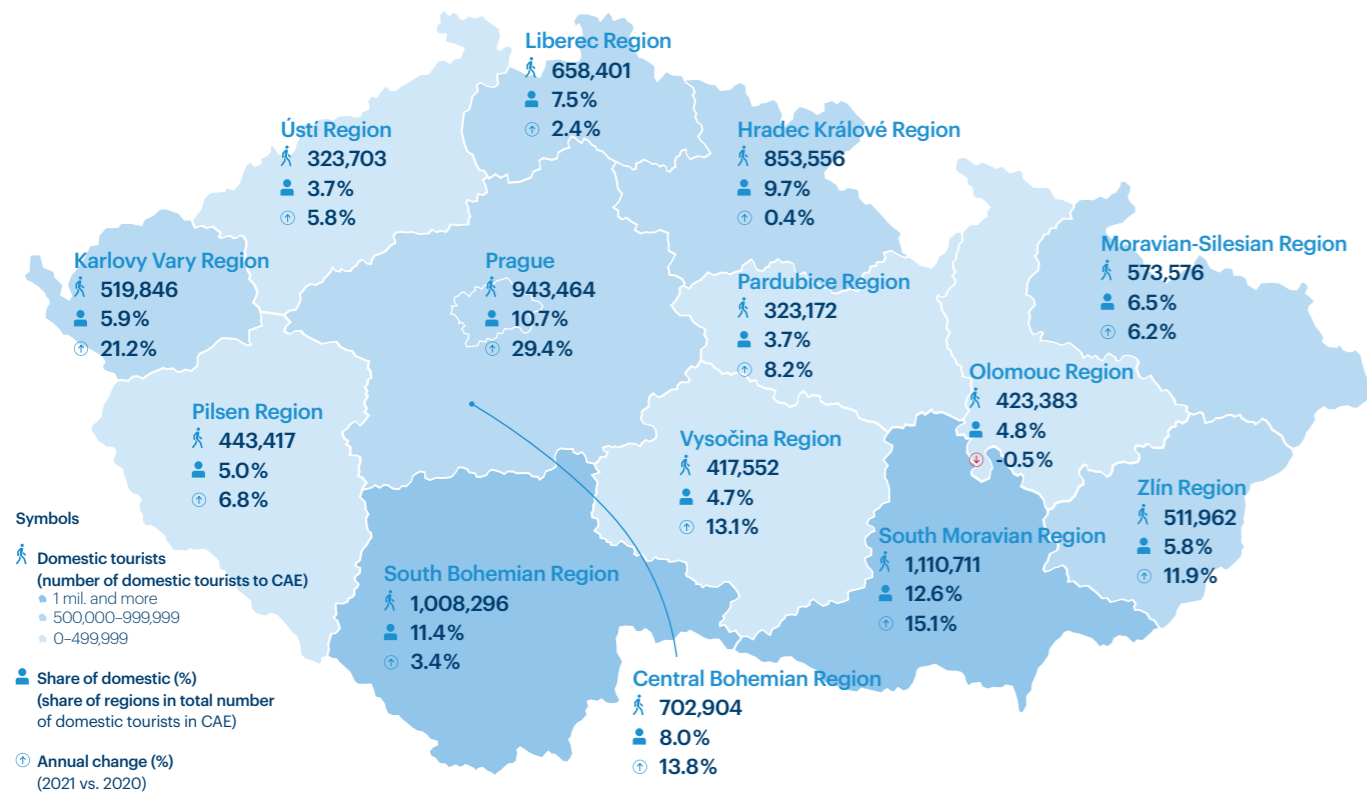 Liberec Region
658,401
7.5%
2.4%
Ústí Region
323,703
3.7%
5.8%
Hradec Králové Region
853,556
9.7%
0.4%
Karlovy Vary Region
519,846
5.9%
21.2%
Prague
943,464
10.7%
29.4%
Pardubice Region
323,172
3.7%
8.2%
Moravian-Silesian Region
573,576
6.5%
6.2%
Olomouc Region
423,383
4.8%
-0.5%
Pilsen Region
443,417
5.0%
6.8%
Vysočina Region
417,552
4.7%
13.1%
Zlín Region
511,962
5.8%
11.9%
South Moravian Region
1,110,711
12.6%
15.1%
South Bohemian Region
1,008,296
11.4%
3.4%
Central Bohemian Region
702,904
8.0%
13.8%
Symbols
Domestic tourists
(number of domestic tourists to CAE)
1 mil. and more
500,000–999,999
0–499,999
Share of domestic (%)
(share of regions in total number
of domestic tourists in CAE)
Annual change (%)
(2021 vs. 2020)